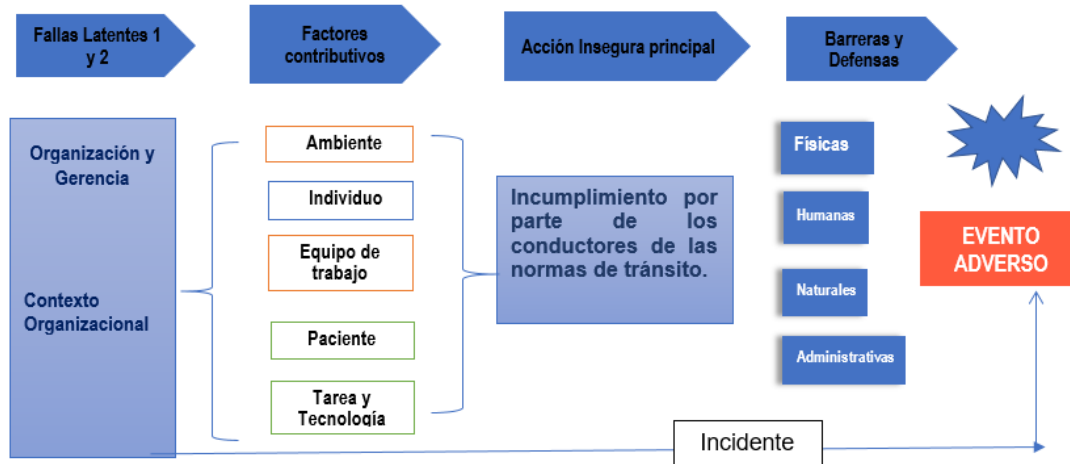 Fallas Latentes 1
y 2
Factores
contributivos
Acción Insegura principal
Barreras y
Defensas
Organización y
Gerencia
Contexto
Organizacional
Ambiente
Individuo
Equipo de
trabajo
Paciente
Tarea y
Tecnología
Incumplimiento por
parte de los
conductores de las
normas de tránsito.
Físicas
Humanas
Naturales
Administrativas
EVENTO
ADVERSO
Incidente